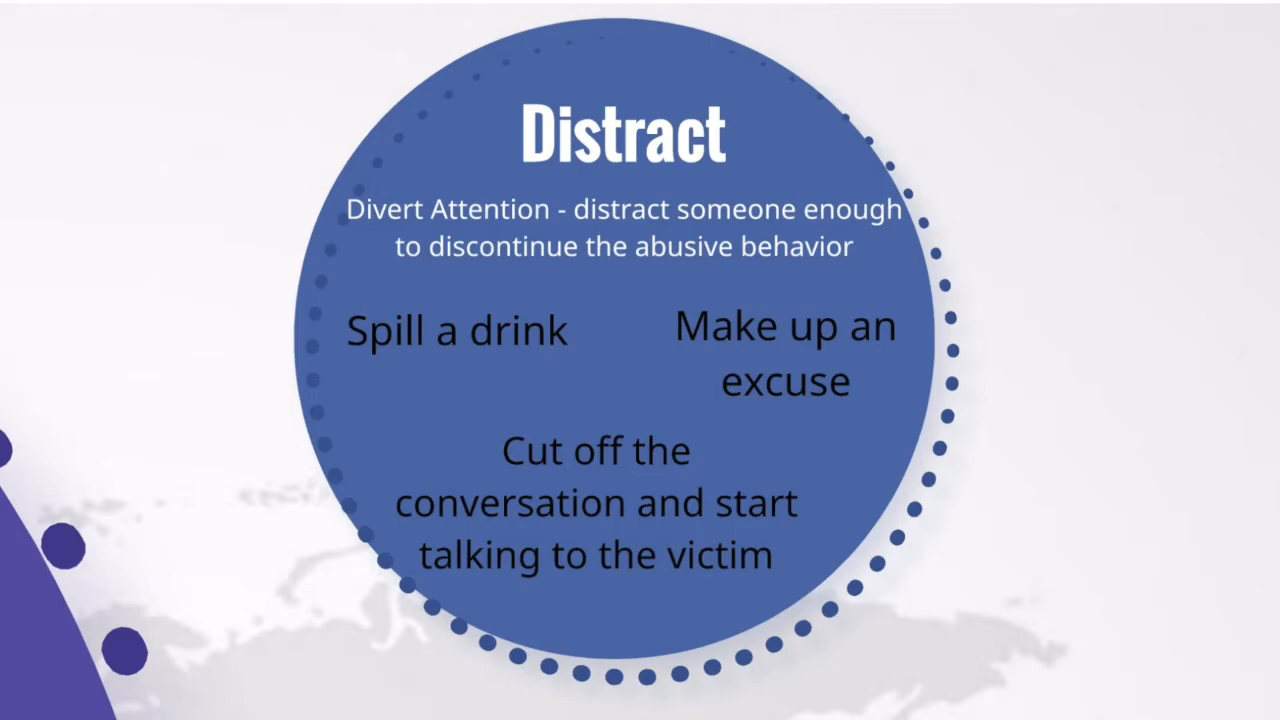 Distract
Divert Attention - distract someone enough
to discontinue the abusive behavior
Spill a drink
Make up an
excuse
Cut off the
conversation and start
talking to the victim